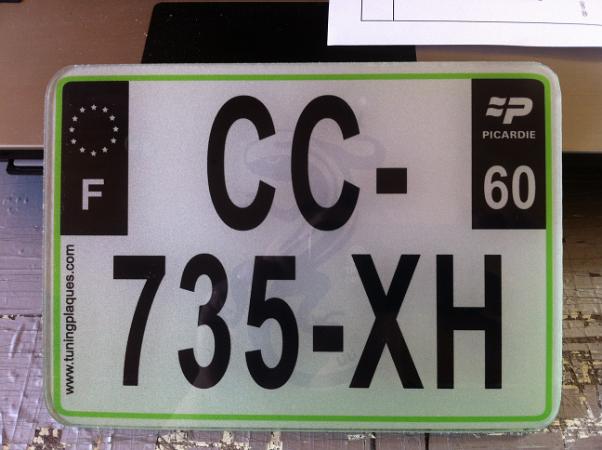 F
CC-
PICARDIE
60
735-XH
www.tuningplaques.com